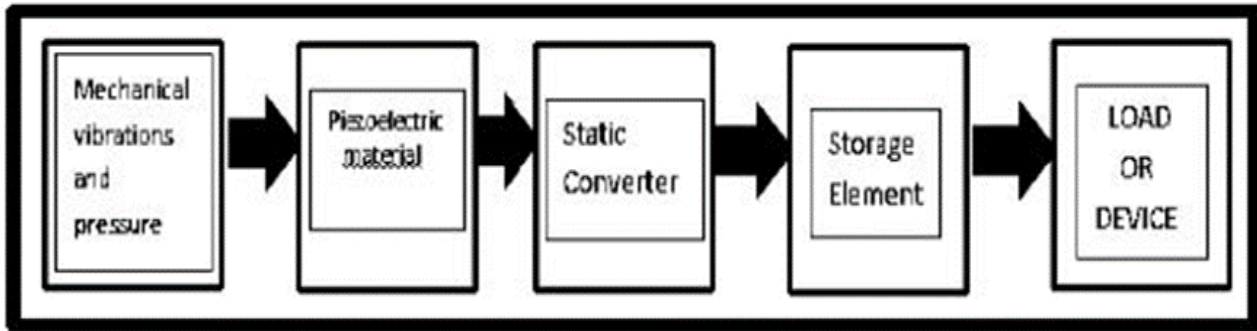 Mechanical
vibrations
and
pressure
Piezoelectric
material
Static
Converter
Storage
Element
LOAD
OR
DEVICE